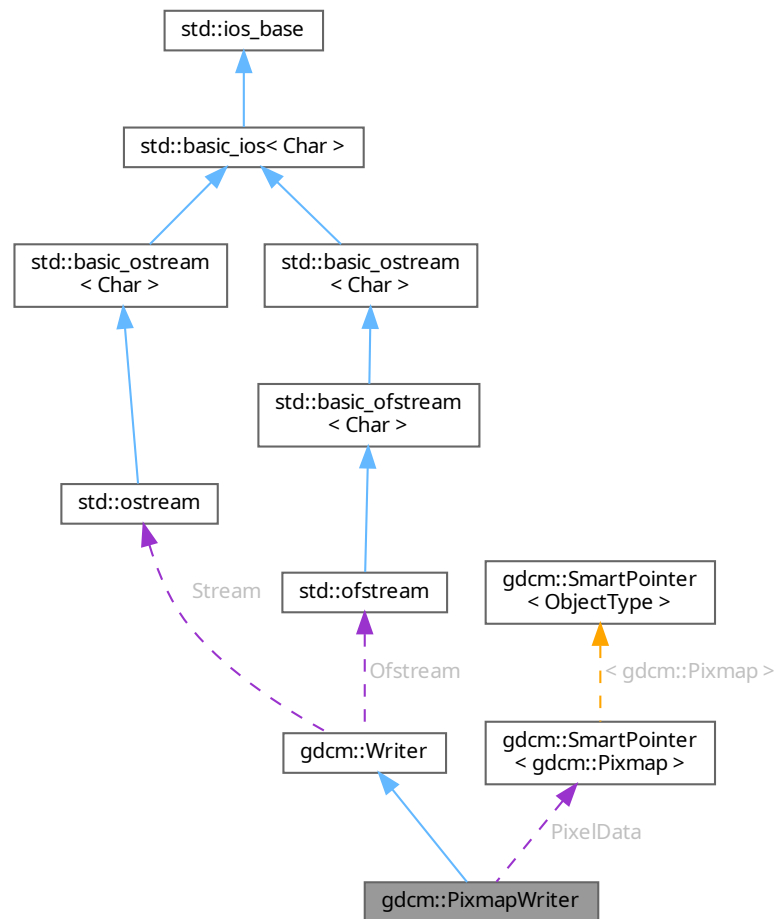 std::ios_base
std::basic_ios< Char >
std::basic_ostream
< Char >
std::basic_ostream
< Char >
std::basic_ofstream
< Char >
std::ostream
std::ofstream
gdcm::SmartPointer
< ObjectType >
Stream
Ofstream
< gdcm::Pixmap >
gdcm::Writer
gdcm::SmartPointer
< gdcm::Pixmap >
PixelData
gdcm::PixmapWriter